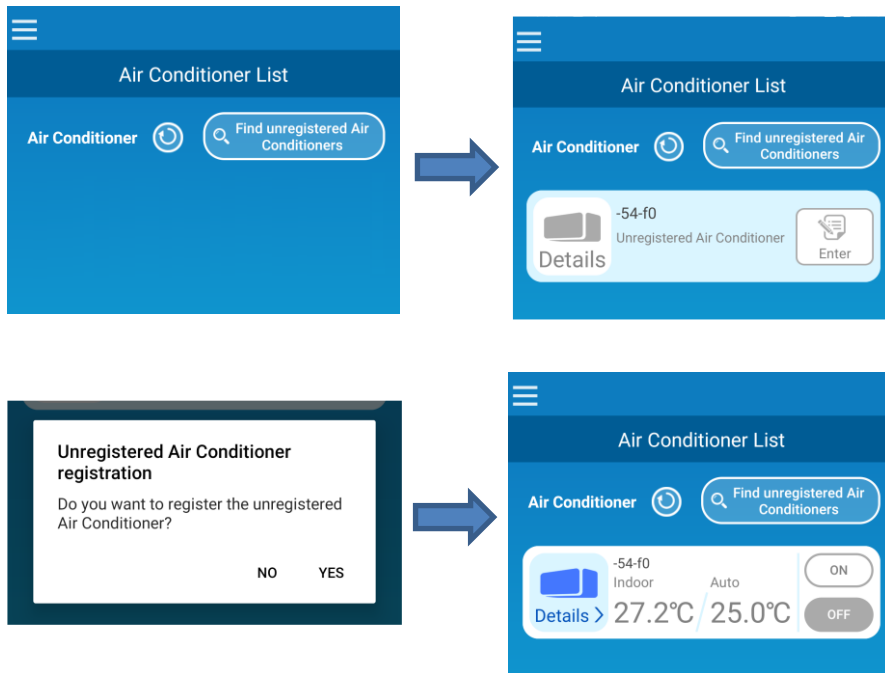 Air Conditioner List
Air Conditioner
Find unregistered Air
Conditioners
Air Conditioner List
Air Conditioner
Find unregistered Air
Conditioners
-54-f0
Unregistered Air Conditioner
Details
Enter
Unregistered Air Conditioner
registration
Do you want to register the unregistered
Air Conditioner?
NO YES
Air Conditioner List
Air Conditioner
Find unregistered Air
Conditioners
-54-f0
Indoor Auto
Details > 27.2℃ 25.0℃
ON
OFF